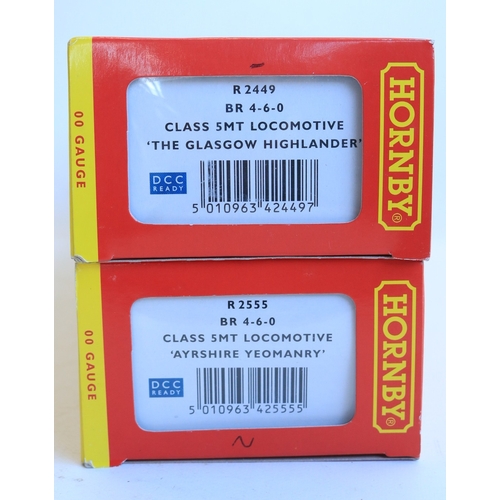 00 GAUGE
R 2449
BR 4-6-0
CLASS 5MT LOCOMOTIVE
'THE GLASGOW HIGHLANDER'
DCC
READY
5 010963 424497
HORNBY®
00 GAUGE
R 2555
BR 4-6-0
CLASS 5MT LOCOMOTIVE
'AYRSHIRE YEOMANRY'
DCC
READY
5 010963 425555
HORNBY®